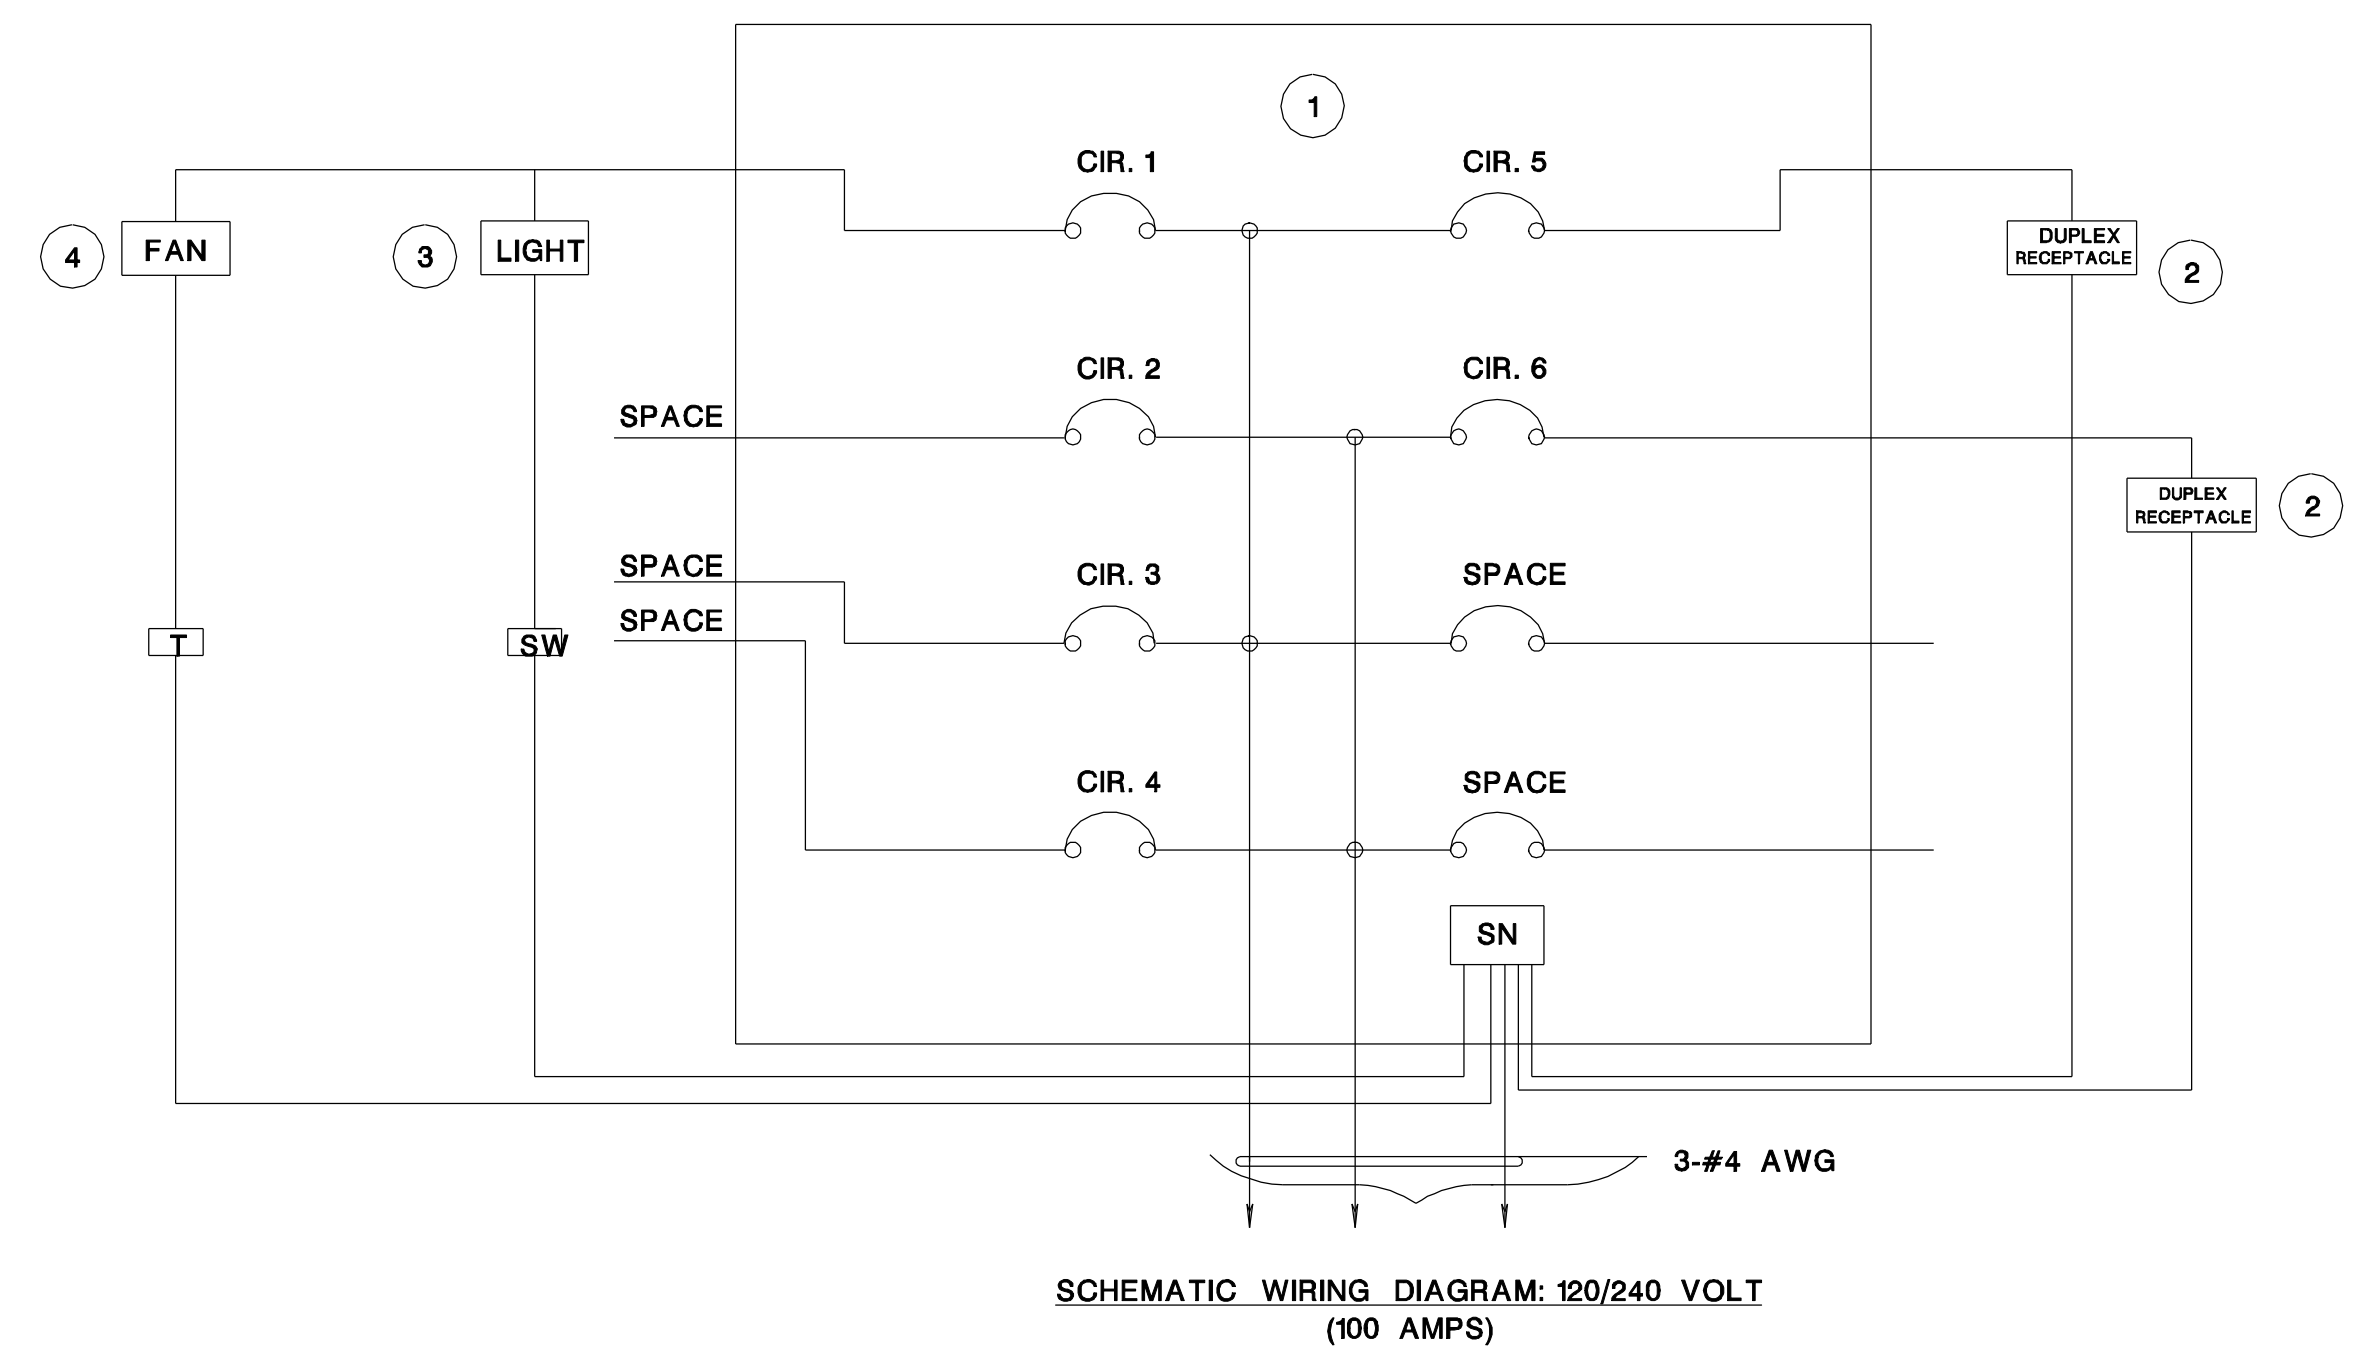 1
CIR. 1
CIR. 5
4
FAN
3
LIGHT
DUPLEX
RECEPTACLE
2
CIR. 2
CIR. 6
SPACE
DUPLEX
RECEPTACLE
2
SPACE
CIR. 3
SPACE
SPACE
T
SW
CIR. 4
SPACE
SN
3-#4 AWG
SCHEMATIC WIRING DIAGRAM: 120/240 VOLT
(100 AMPS)